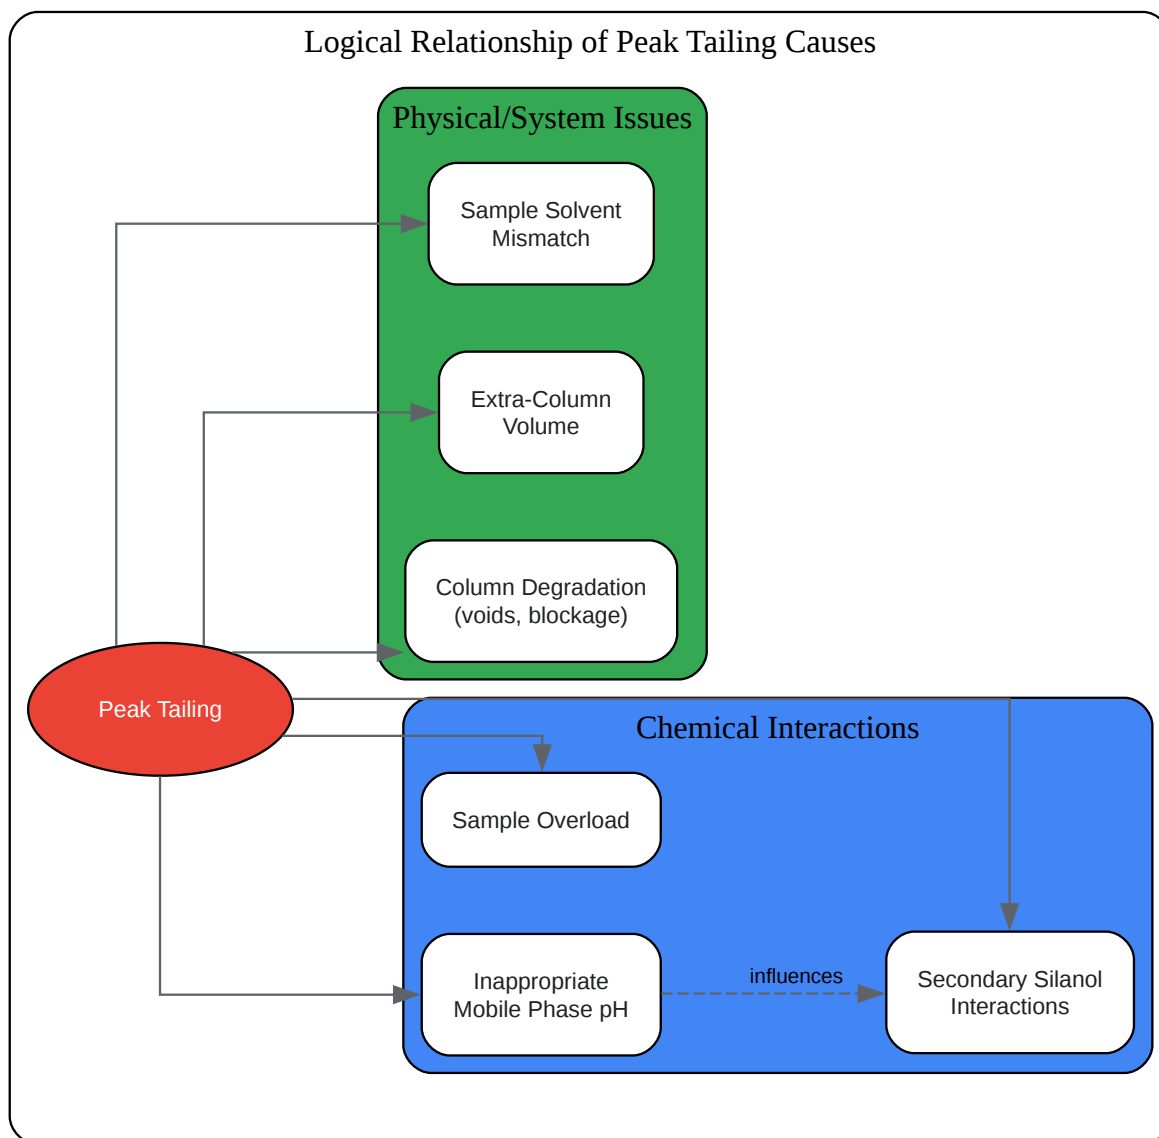 Logical Relationship of Peak Tailing Causes
Physical/System Issues
Sample Solvent
Mismatch
Extra-Column
Volume
Column Degradation
(voids, blockage)
Peak Tailing
Chemical Interactions
Sample Overload
Inappropriate
Mobile Phase pH
influences
Secondary Silanol
Interactions